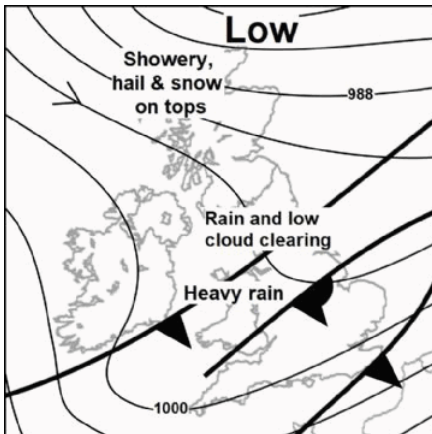 Low
Showery,
hail & snow
on tops
988
Rain and low
cloud clearing
Heavy rain
1000